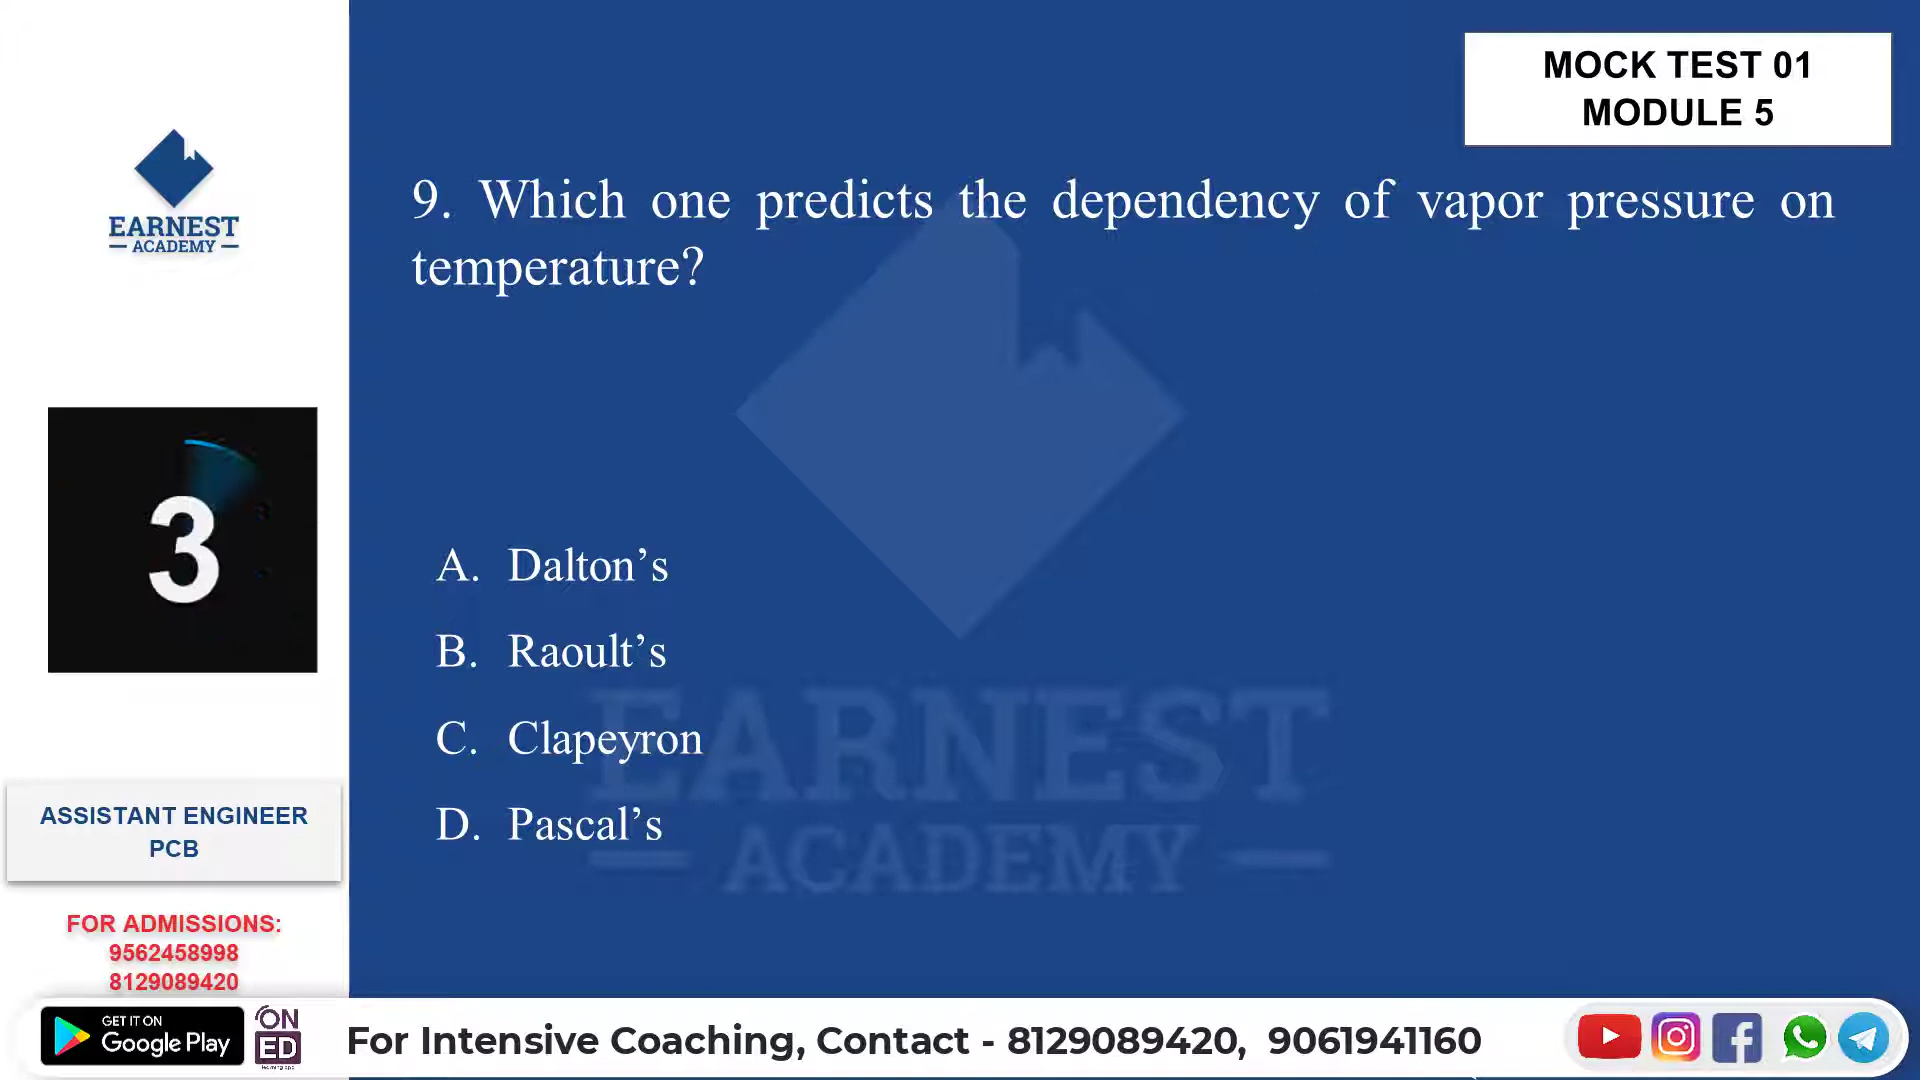 MOCK TEST 01
MODULE 5
EARNEST
ACADEMY
9. Which one predicts the dependency of vapor pressure on
temperature?
3
A. Dalton’s
B. Raoult’s
C. Clapeyron
D. Pascal’s
EARNEST
ACADEMY
ASSISTANT ENGINEER
PCB
FOR ADMISSIONS:
9562458998
8129089420
GET IT ON
Google Play
ON
ED
For Intensive Coaching, Contact - 8129089420, 9061941160